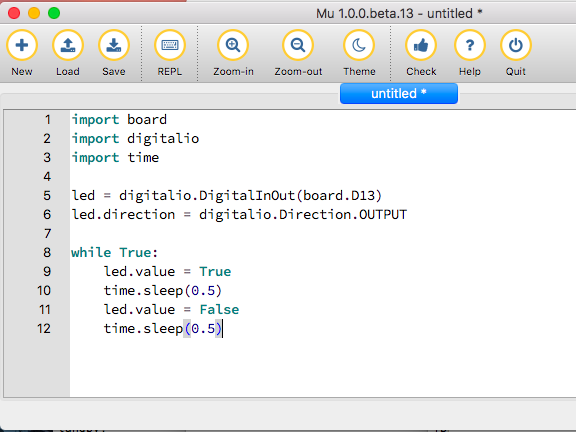 Mu 1.0.0.beta.13 - untitled *
New Load Save REPL Zoom-in Zoom-out Theme Check Help Quit
untitled *
1 import board
2 import digitalio
3 import time
4
5 led = digitalio.DigitalInOut(board.D13)
6 led.direction = digitalio.Direction.OUTPUT
7
8 while True:
9     led.value = True
10     time.sleep(0.5)
11     led.value = False
12     time.sleep(0.5)